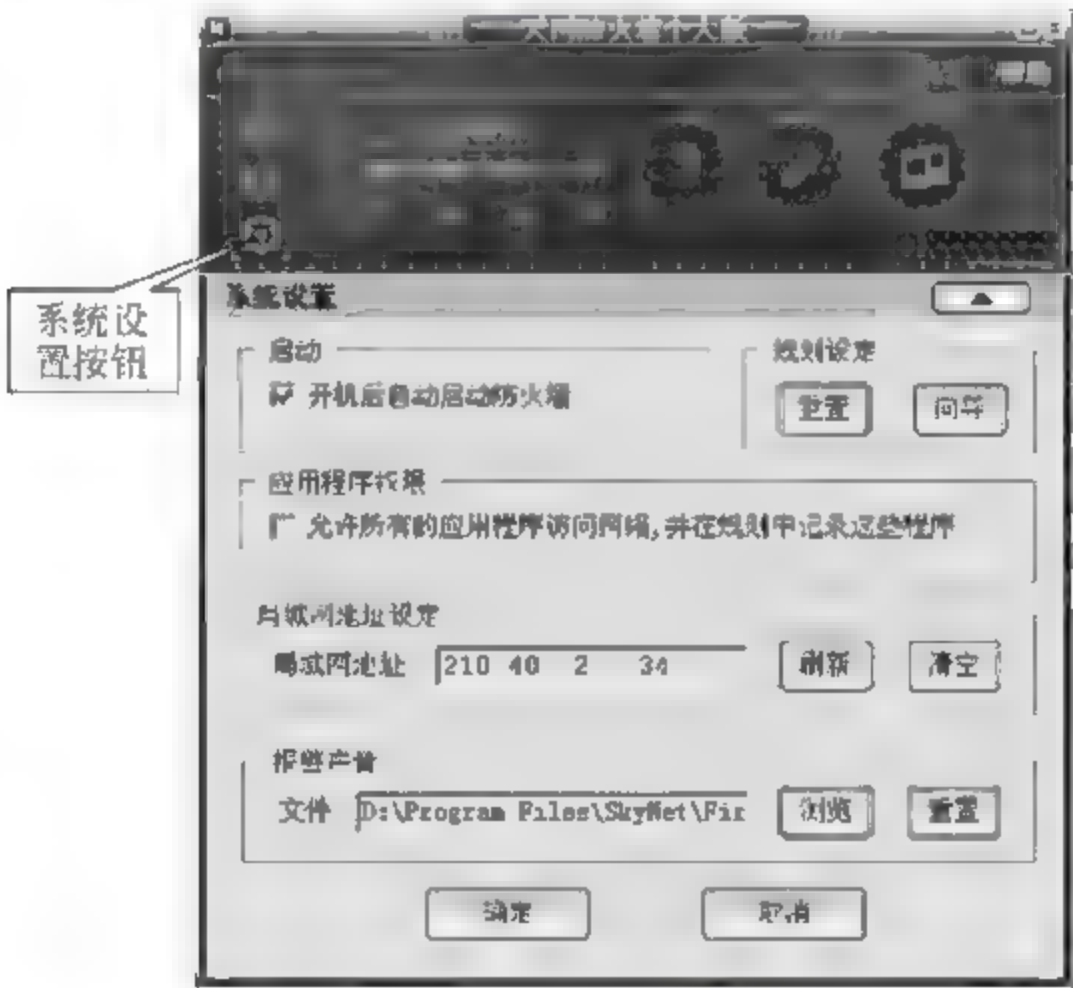 系统设
置按钮
系统设置
启动
开机后自动启动防火墙
规则设定
重置
向导
应用程序权限
允许所有的应用程序访问网络,并在规则中记录这些程序
局域网地址设定
局域网地址
210 40 2 34
刷新
清空
报警声音
文件
D:\Program Files\SkyNet\Fir
浏览
重置
确定
取消